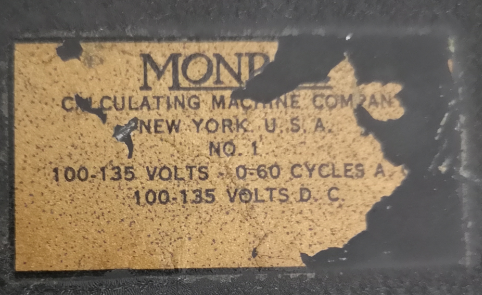 MONR
CALCULATING MACHINE COMPAN
NEW YORK U.S.A.
NO. 1
100-135 VOLTS - 0-60 CYCLES A.
100-135 VOLTS D.C.